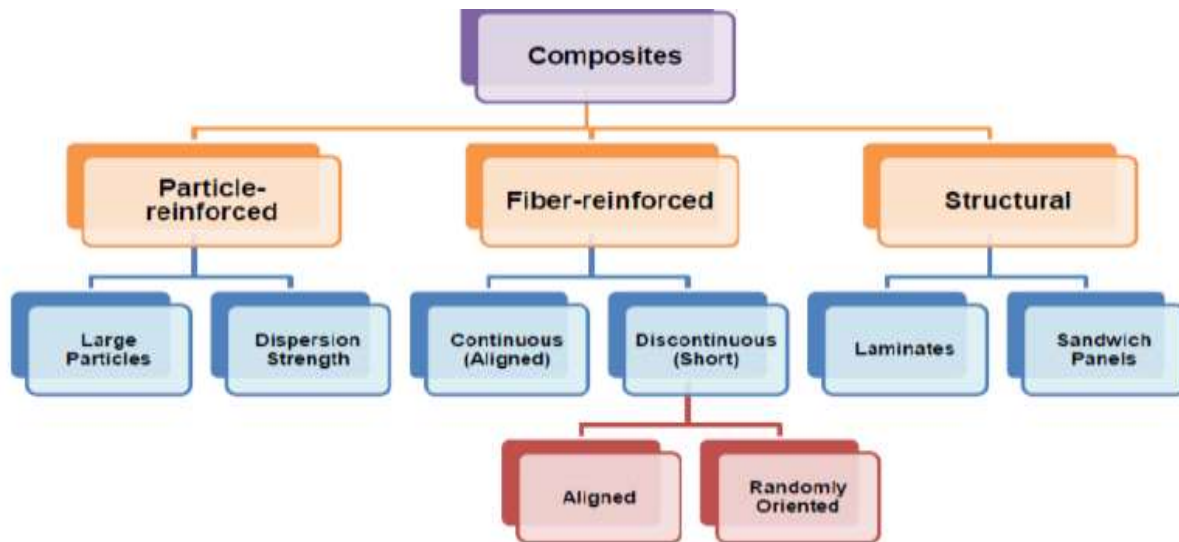 Composites
Particle-
reinforced
Fiber-reinforced
Structural
Large
Particles
Dispersion
Strength
Continuous
(Aligned)
Discontinuous
(Short)
Laminates
Sandwich
Panels
Aligned
Randomly
Oriented